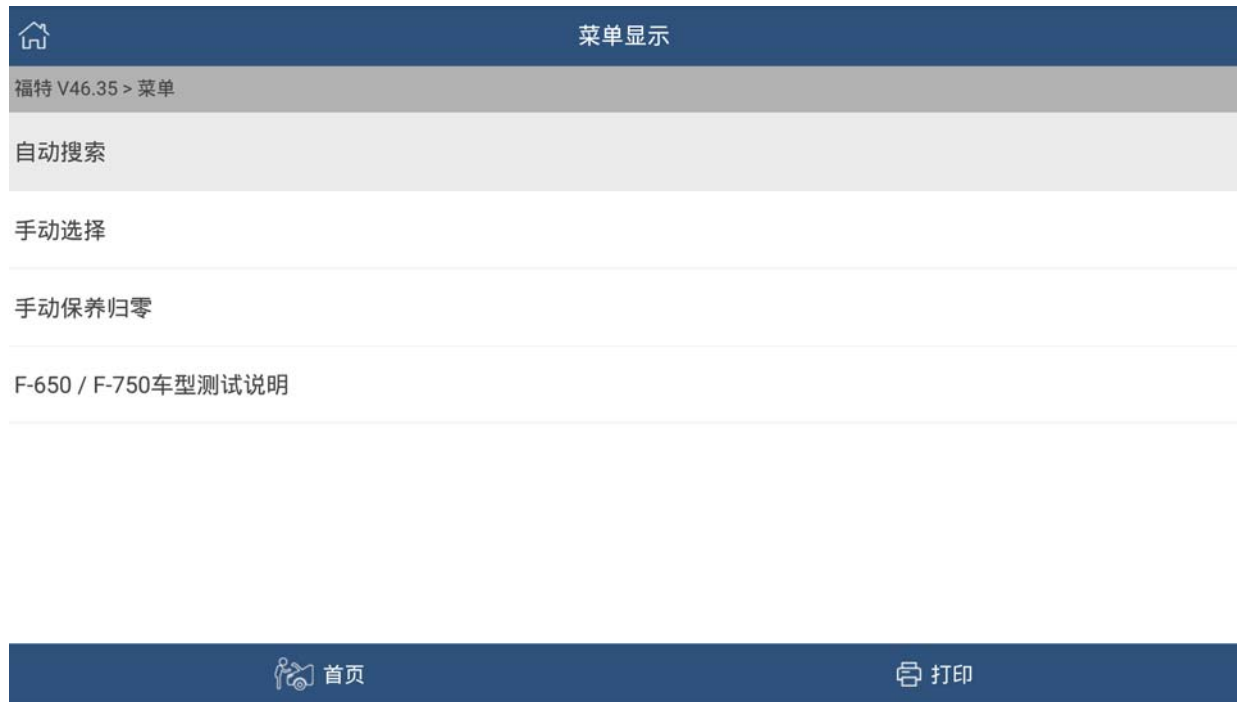 菜单显示
福特 V46.35 > 菜单
自动搜索
手动选择
手动保养归零
F-650 / F-750车型测试说明
首页
打印